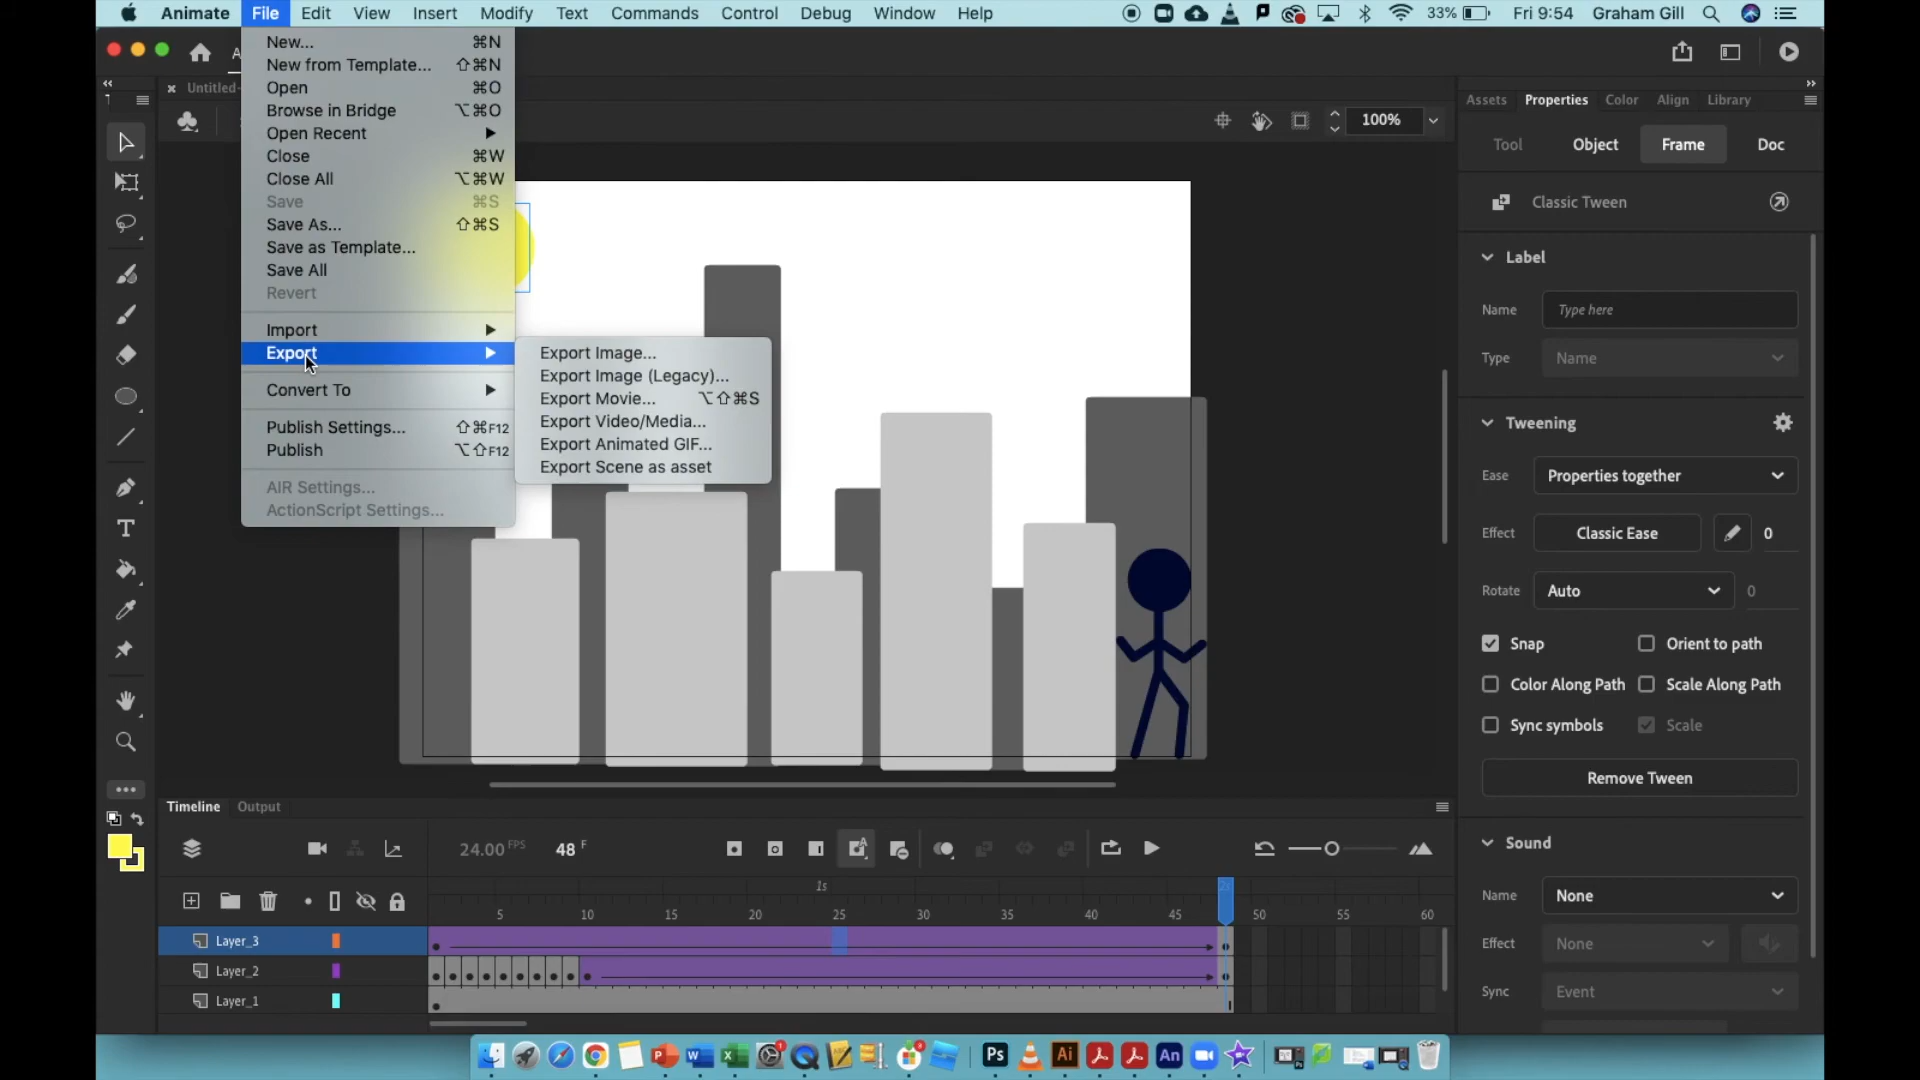 Animate File Edit View Insert Modify Text Commands Control Debug Window Help 33% Fri 9:54 Graham Gill
New... ⌘N
New from Template... ⇧⌘N
Open ⌘O
Browse in Bridge ⌥⌘O
Open Recent
Close ⌘W
Close All ⌥⌘W
Save ⌘S
Save As... ⇧⌘S
Save as Template...
Save All
Revert
Import
Export
Convert To
Publish Settings... ⇧⌘F12
Publish ⌥⇧F12
AIR Settings...
ActionScript Settings...
Export Image...
Export Image (Legacy)...
Export Movie... ⌥⇧⌘S
Export Video/Media...
Export Animated GIF...
Export Scene as asset
Untitled-
100%
Assets Properties Color Align Library
Tool Object Frame Doc
Classic Tween
Label
Name Type here
Type Name
Tweening
Ease Properties together
Effect Classic Ease 0
Rotate Auto 0
Snap Orient to path
Color Along Path Scale Along Path
Sync symbols Scale
Remove Tween
Sound
Name None
Effect None
Sync Event
Timeline Output
24.00 FPS 48 F
1s 2s
5 10 15 20 25 30 35 40 45 50 55 60
Layer_3
Layer_2
Layer_1
Ps Ai An